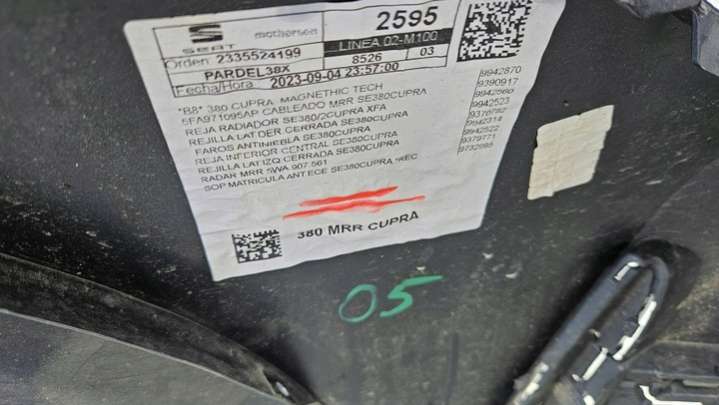 SEAT
motherson
2595
Orden: 2335524199
LINEA 02-M100
PARDEL38X
8526
03
Fecha/Hora
2023-09-04 23:57:00
*B8* 380 CUPRA MAGNETHIC TECH
5FA971095AP CABLEADO MRR SE380CUPRA
9942870
REJA RADIADOR SE380/2CUPRA XFA
9390917
REJILLA LAT DER CERRADA SE380CUPRA
FAROS ANTINIEBLA SE380CUPRA
9942523
REJA INFERIOR CENTRAL SE380CUPRA
REJILLA LAT IZQ CERRADA SE380CUPRA
9942522
RADAR MRR 5WA 907 561
9379771
SOP MATRICULA ANT ECE SE380CUPRA
380 MRR CUPRA
05